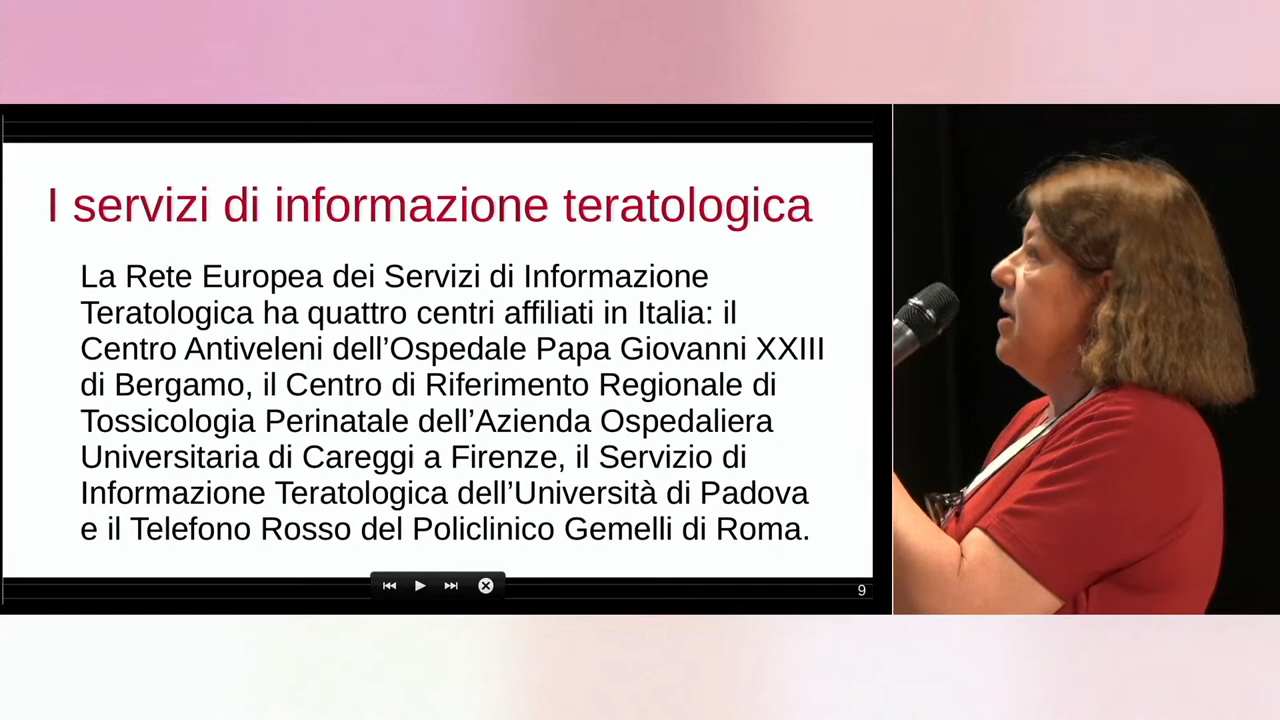 I servizi di informazione teratologica
La Rete Europea dei Servizi di Informazione
Teratologica ha quattro centri affiliati in Italia: il
Centro Antiveleni dell’Ospedale Papa Giovanni XXIII
di Bergamo, il Centro di Riferimento Regionale di
Tossicologia Perinatale dell’Azienda Ospedaliera
Universitaria di Careggi a Firenze, il Servizio di
Informazione Teratologica dell’Università di Padova
e il Telefono Rosso del Policlinico Gemelli di Roma.
9